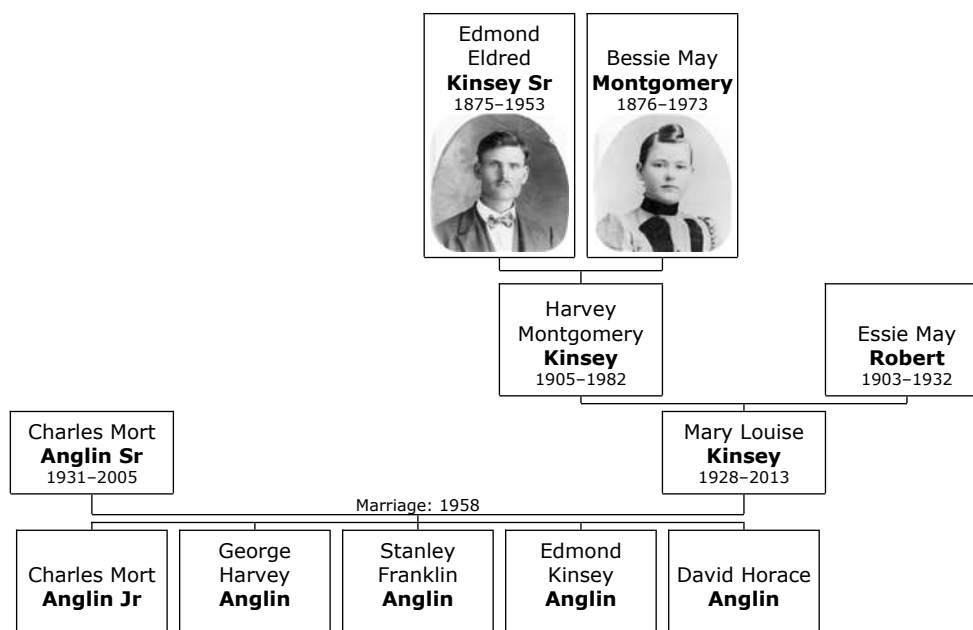 Edmond
Eldred
Kinsey Sr
1875–1953
Bessie May
Montgomery
1876–1973
Harvey
Montgomery
Kinsey
1905–1982
Essie May
Robert
1903–1932
Charles Mort
Anglin Sr
1931–2005
Mary Louise
Kinsey
1928–2013
Marriage: 1958
Charles Mort
Anglin Jr
George
Harvey
Anglin
Stanley
Franklin
Anglin
Edmond
Kinsey
Anglin
David Horace
Anglin